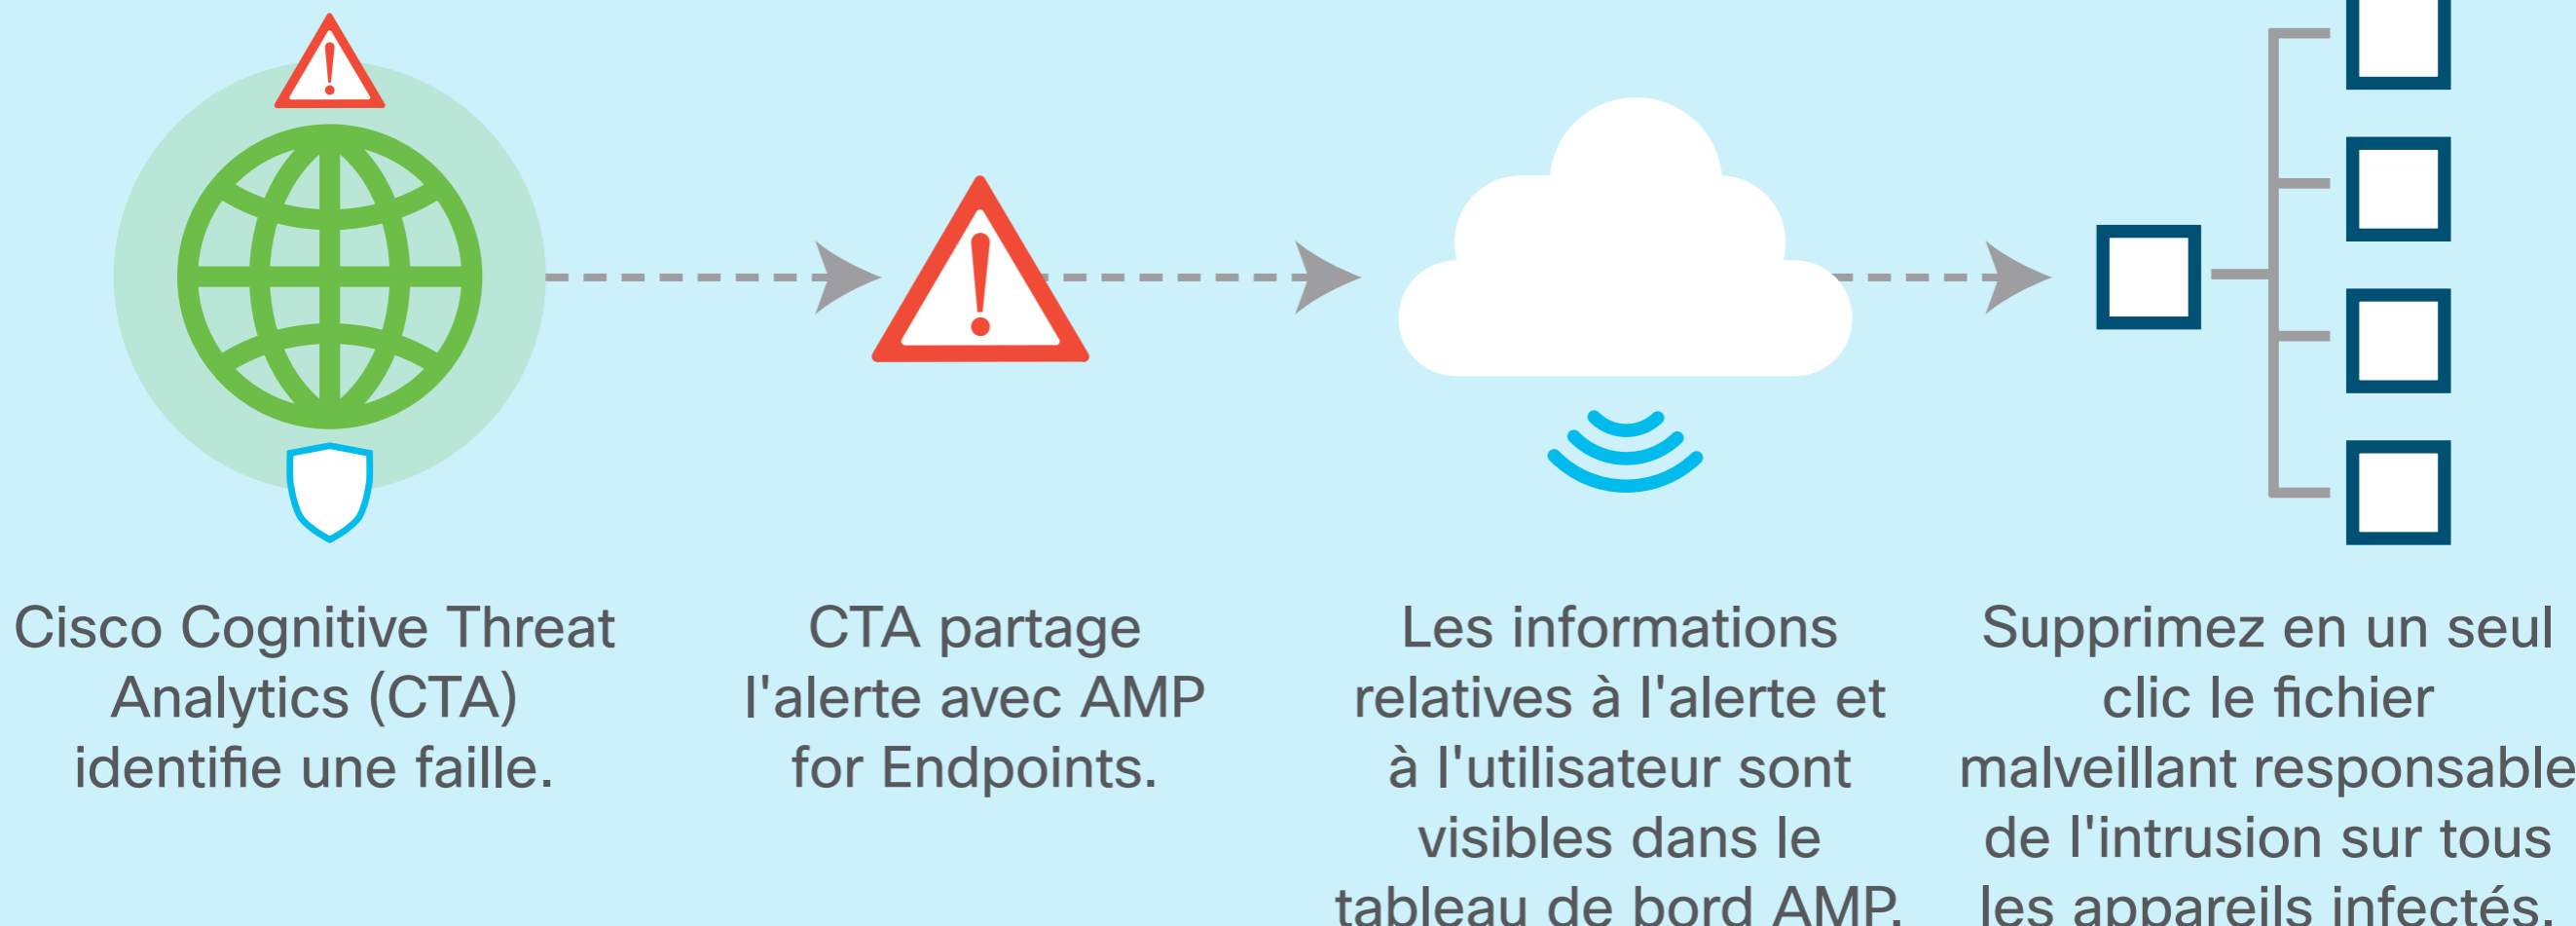 Cisco Cognitive Threat
Analytics (CTA)
identifie une faille.
CTA partage
l'alerte avec AMP
for Endpoints.
Les informations
relatives à l'alerte et
à l'utilisateur sont
visibles dans le
tableau de bord AMP.
Supprimez en un seul
clic le fichier
malveillant responsable
de l'intrusion sur tous
les appareils infectés.